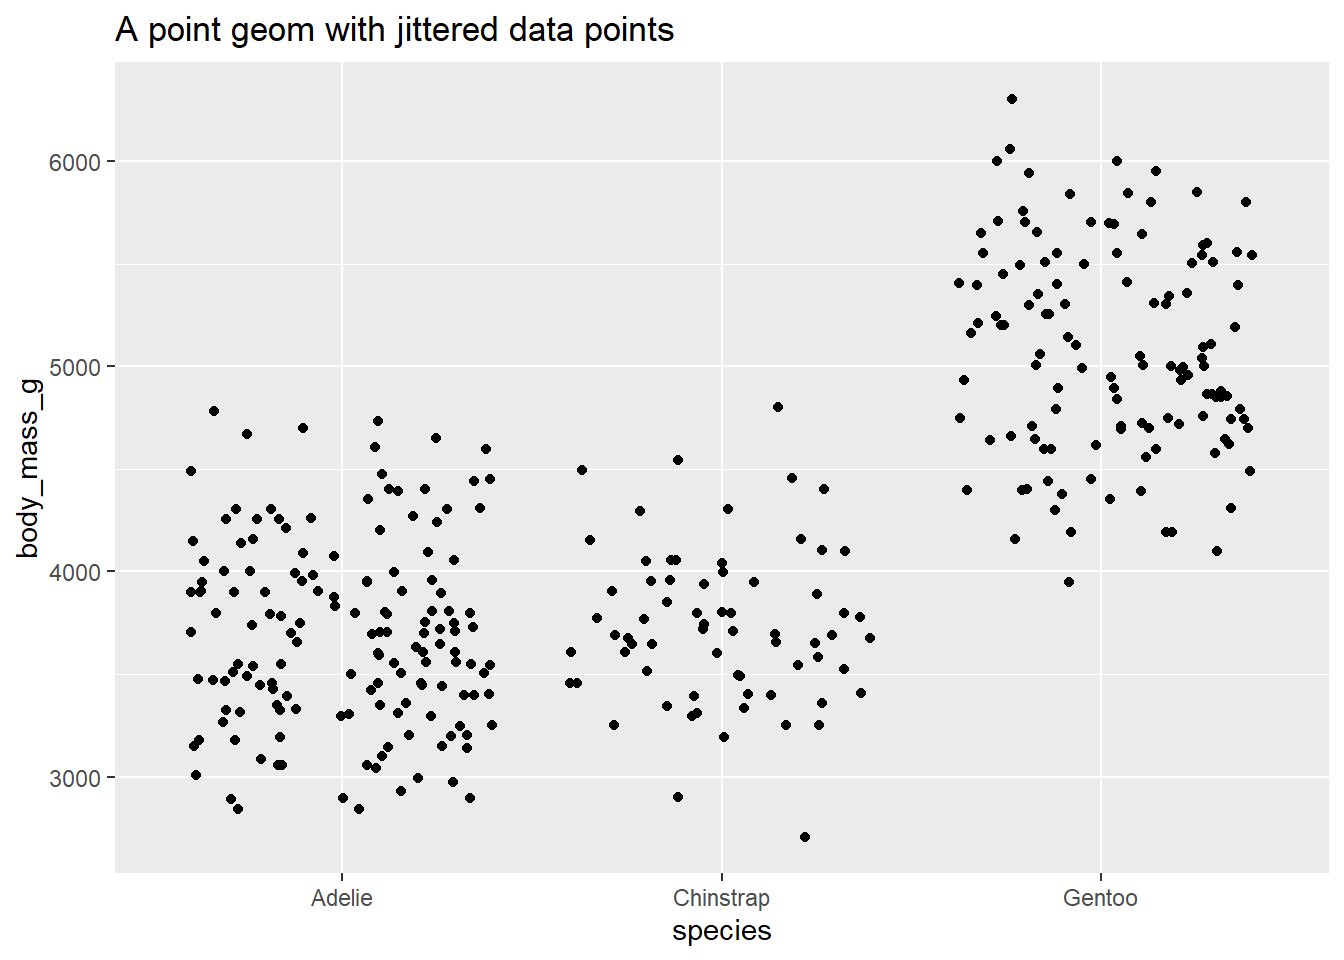 A point geom with jittered data points
6000
5000
4000
3000
body_mass_g
Adelie
Chinstrap
Gentoo
species